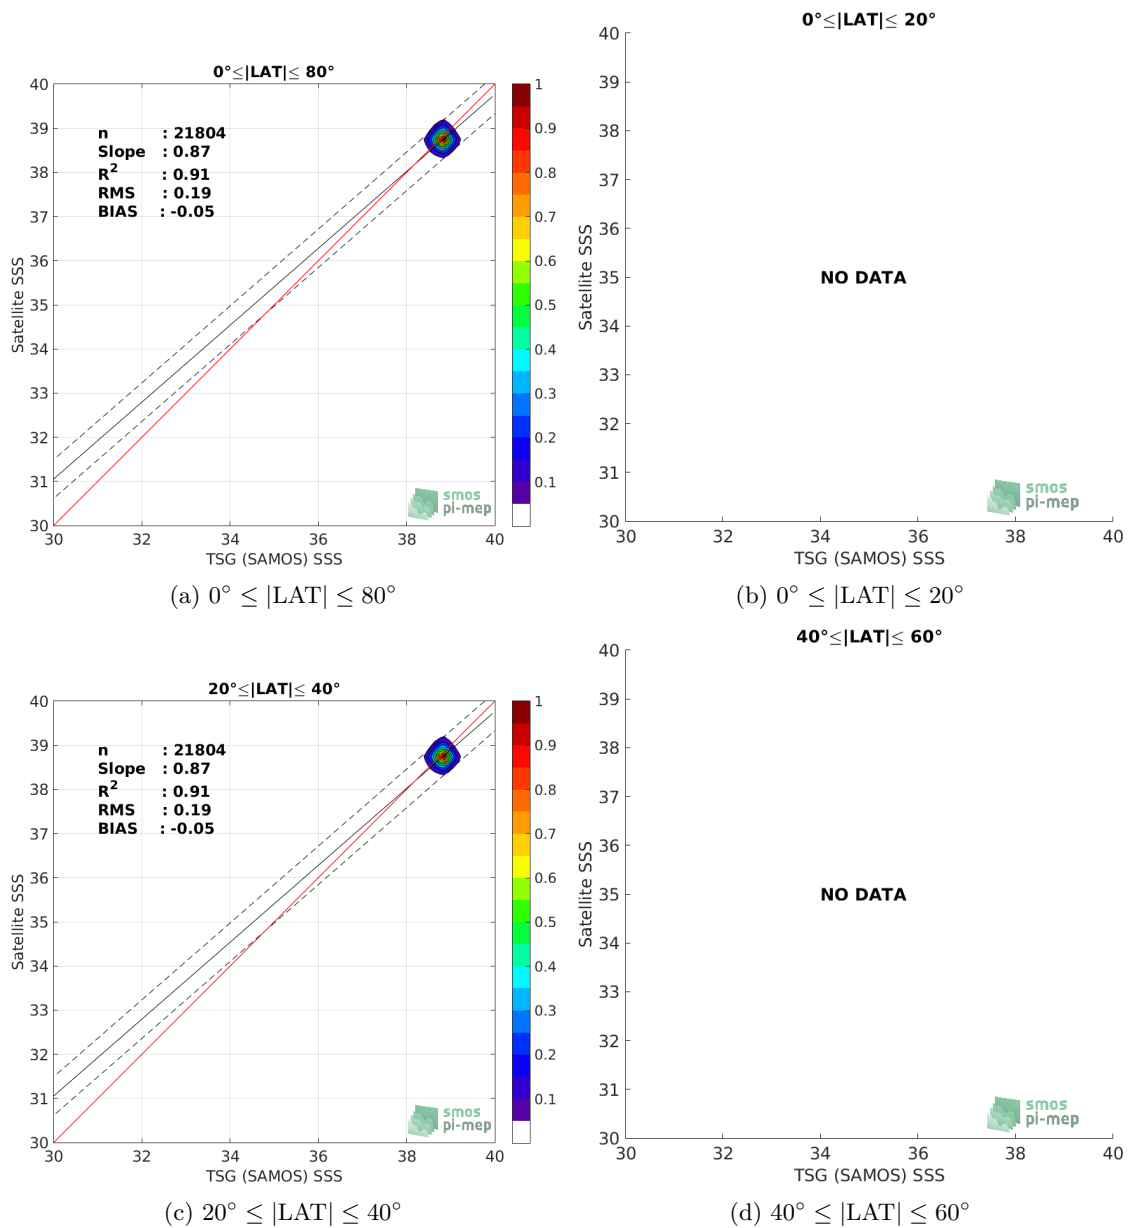 0°≤|LAT|≤ 80°
40
39
38
37
36
35
34
33
32
31
30
Satellite SSS
n : 21804
Slope : 0.87
R2 : 0.91
RMS : 0.19
BIAS : -0.05
smos
pi-mep
30 32 34 36 38 40
TSG (SAMOS) SSS
1
0.9
0.8
0.7
0.6
0.5
0.4
0.3
0.2
0.1
(a) 0° ≤ |LAT| ≤ 80°
0°≤|LAT|≤ 20°
40
39
38
37
36
35
34
33
32
31
30
Satellite SSS
NO DATA
smos
pi-mep
30 32 34 36 38 40
TSG (SAMOS) SSS
(b) 0° ≤ |LAT| ≤ 20°
20°≤|LAT|≤ 40°
40
39
38
37
36
35
34
33
32
31
30
Satellite SSS
n : 21804
Slope : 0.87
R2 : 0.91
RMS : 0.19
BIAS : -0.05
smos
pi-mep
30 32 34 36 38 40
TSG (SAMOS) SSS
1
0.9
0.8
0.7
0.6
0.5
0.4
0.3
0.2
0.1
(c) 20° ≤ |LAT| ≤ 40°
40°≤|LAT|≤ 60°
40
39
38
37
36
35
34
33
32
31
30
Satellite SSS
NO DATA
smos
pi-mep
30 32 34 36 38 40
TSG (SAMOS) SSS
(d) 40° ≤ |LAT| ≤ 60°